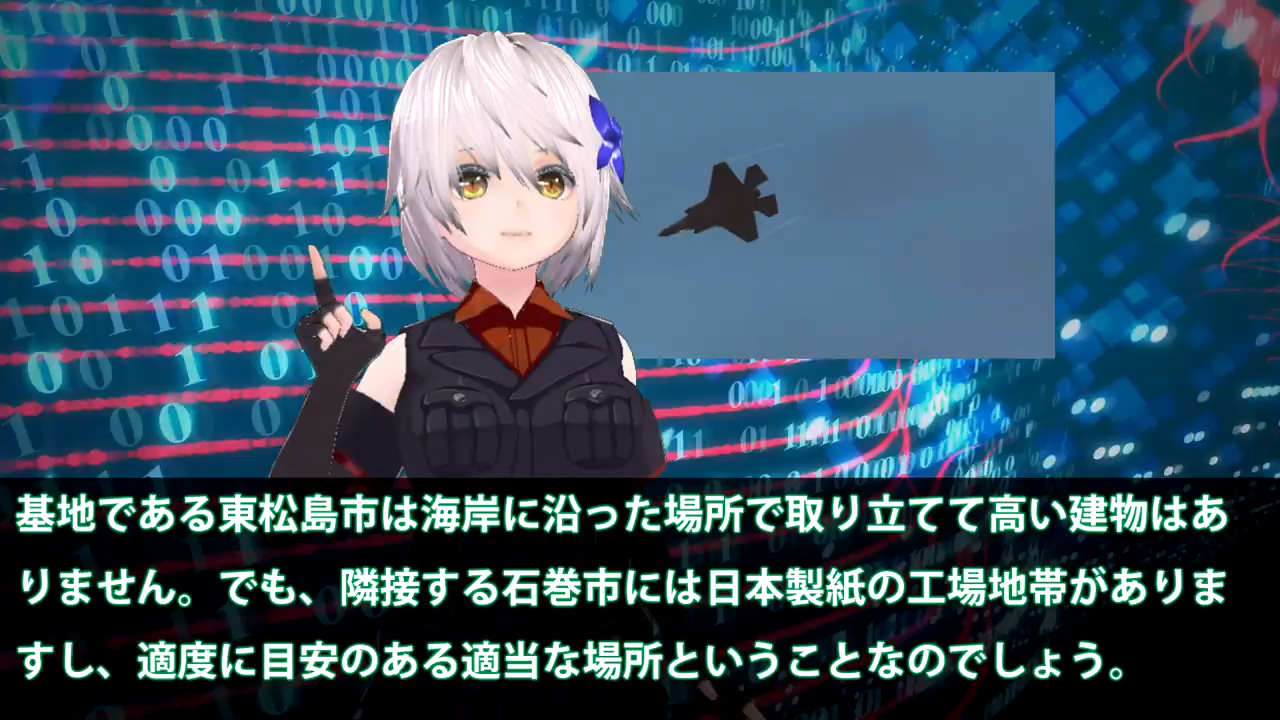 基地である東松島市は海岸に沿った場所で取り立てて高い建物はあ
りません。でも、隣接する石巻市には日本製紙の工場地帯がありま
すし、適度に目安のある適当な場所ということなのでしょう。